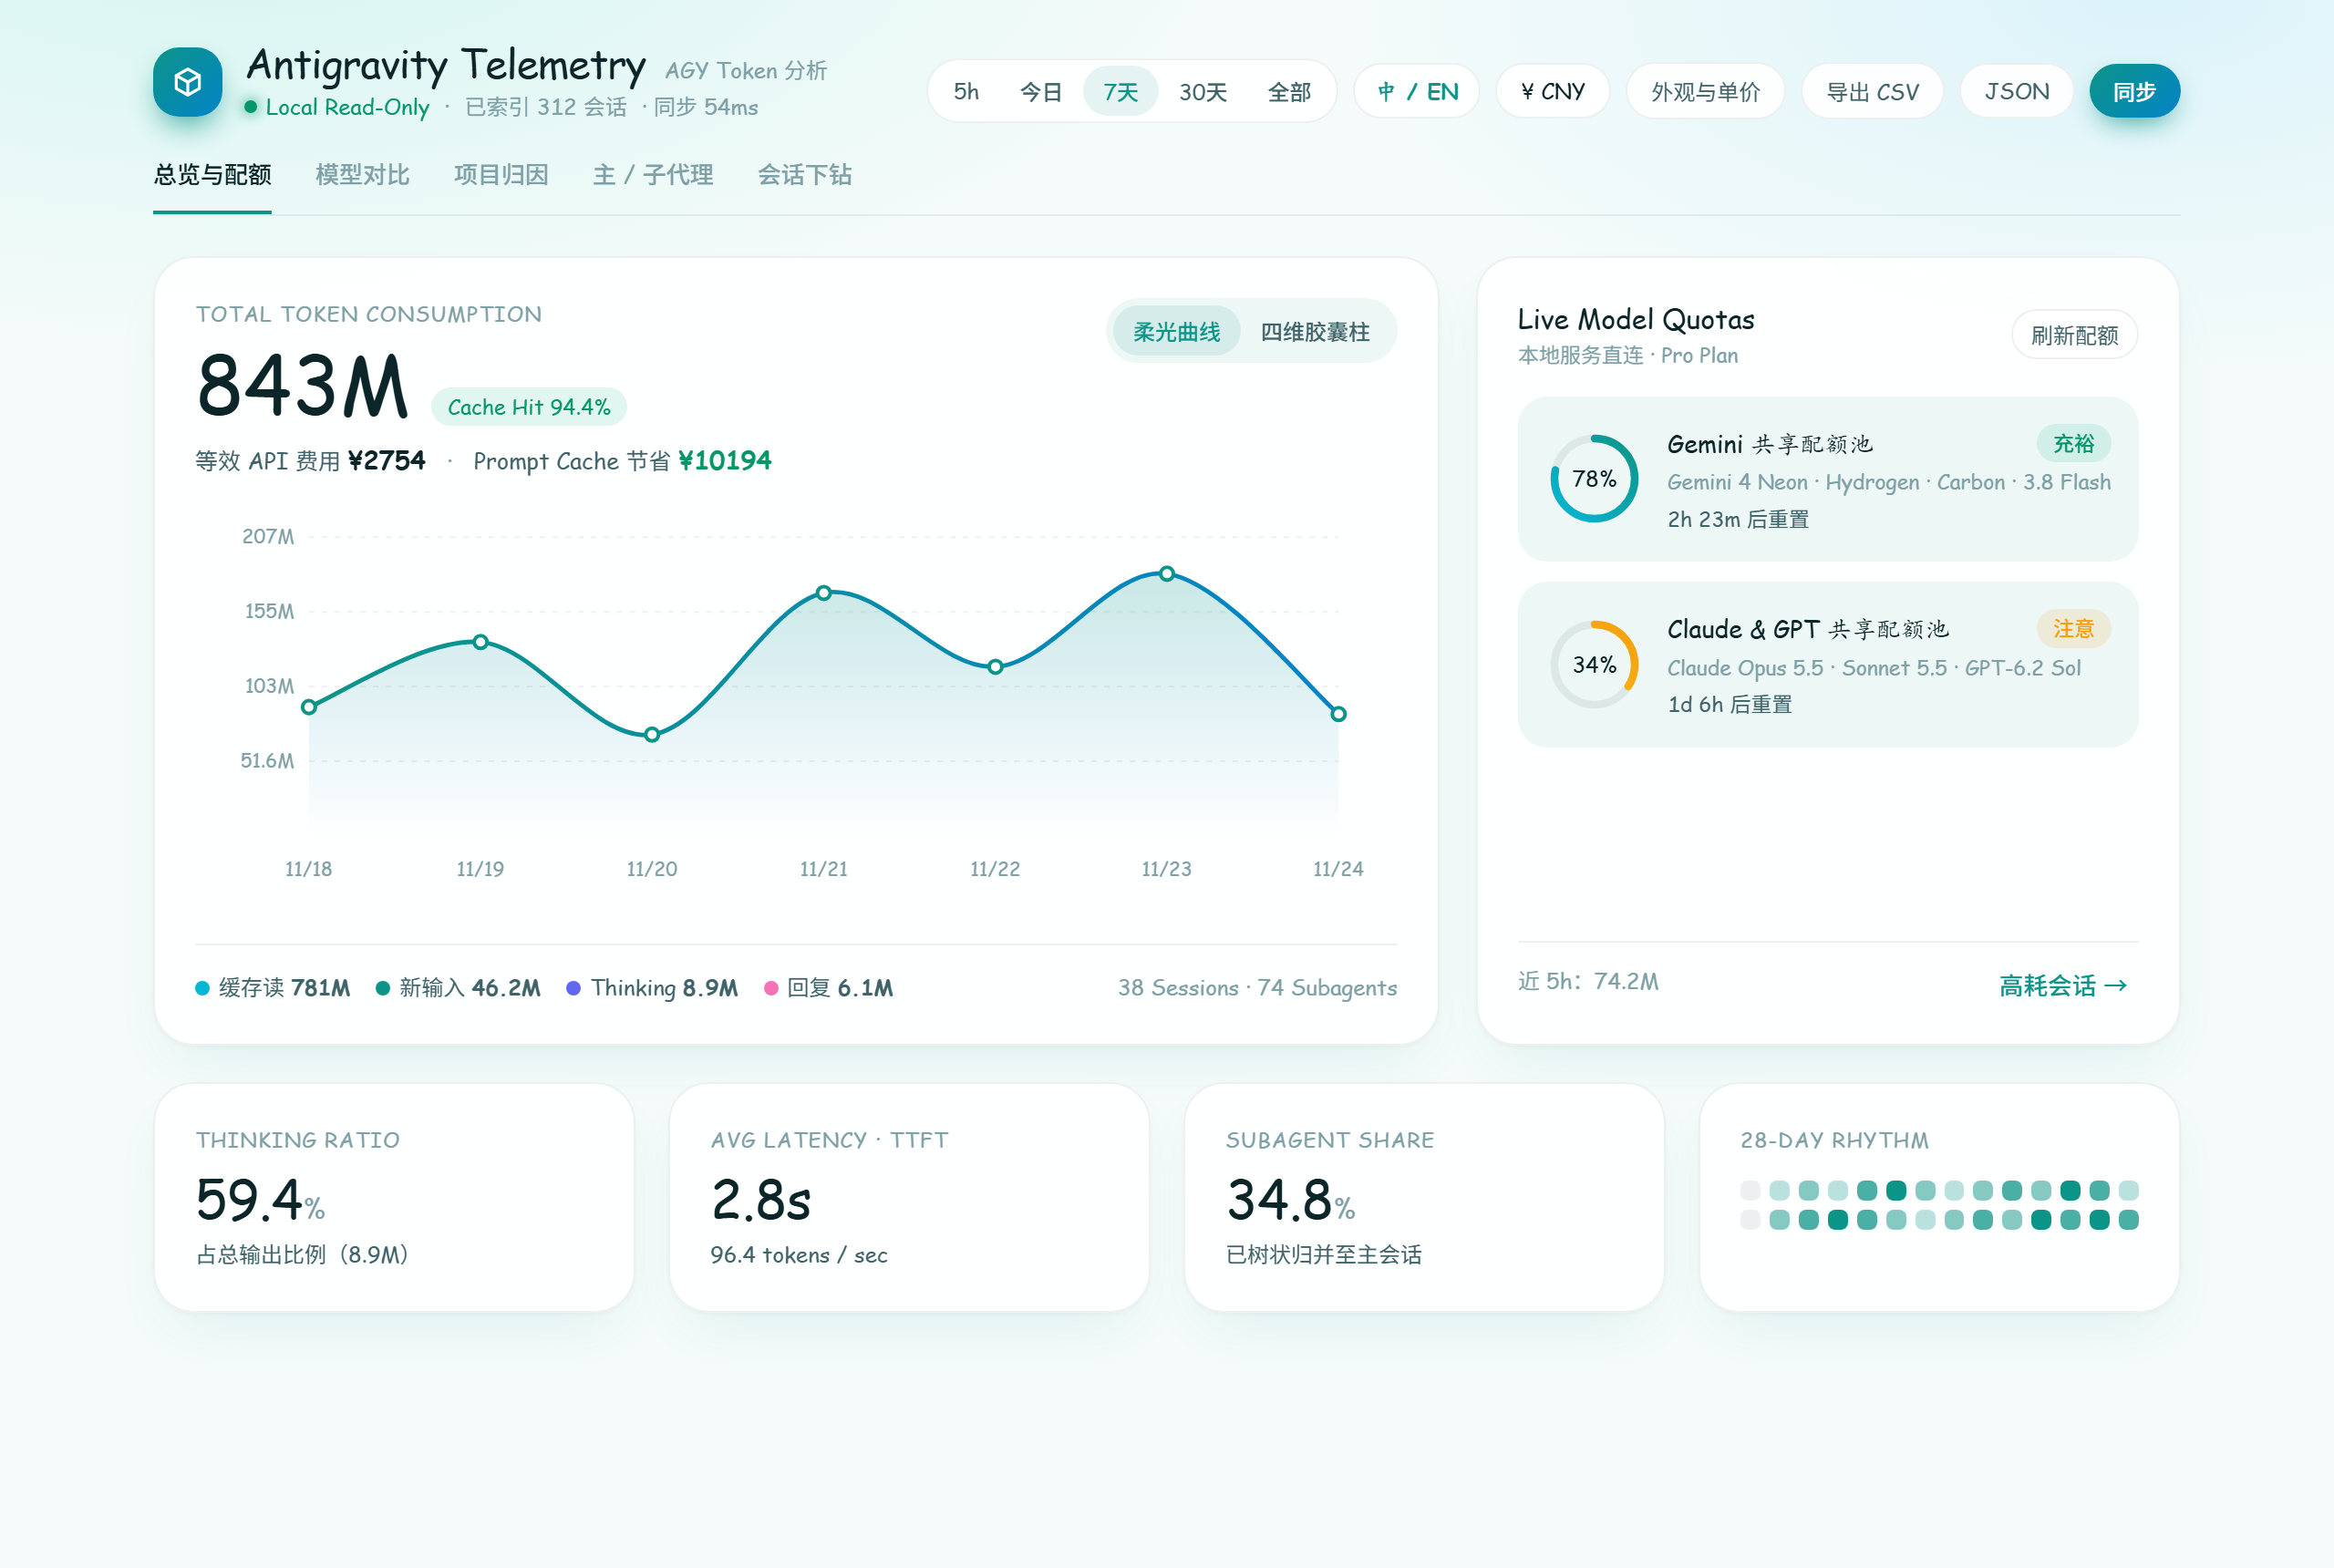 Antigravity Telemetry AGY Token 分析
Local Read-Only · 已索引 312 会话 · 同步 54ms
5h 今日 7天 30天 全部
中 / EN
¥ CNY
外观与单价
导出 CSV
JSON
同步
总览与配额 模型对比 项目归因 主 / 子代理 会话下钻
TOTAL TOKEN CONSUMPTION
843M Cache Hit 94.4%
等效 API 费用 ¥2754 · Prompt Cache 节省 ¥10194
柔光曲线 四维胶囊柱
207M
155M
103M
51.6M
11/18 11/19 11/20 11/21 11/22 11/23 11/24
缓存读 781M 新输入 46.2M Thinking 8.9M 回复 6.1M
38 Sessions · 74 Subagents
Live Model Quotas
本地服务直连 · Pro Plan
刷新配额
78%
Gemini 共享配额池 充裕
Gemini 4 Neon · Hydrogen · Carbon · 3.8 Flash
2h 23m 后重置
34%
Claude & GPT 共享配额池 注意
Claude Opus 5.5 · Sonnet 5.5 · GPT-6.2 Sol
1d 6h 后重置
近 5h：74.2M
高耗会话 →
THINKING RATIO
59.4%
占总输出比例（8.9M）
AVG LATENCY · TTFT
2.8s
96.4 tokens / sec
SUBAGENT SHARE
34.8%
已树状归并至主会话
28-DAY RHYTHM